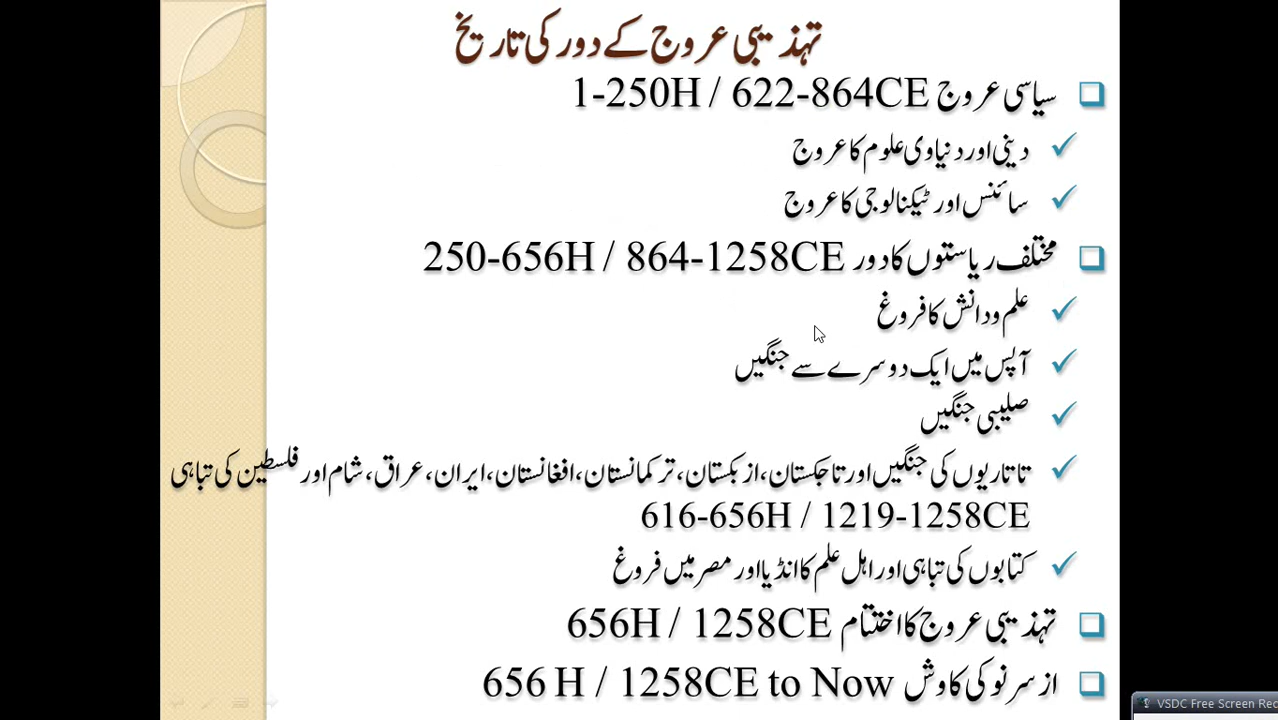 تہذیبی عروج کے دور کی تاریخ
سیاسی عروج 1-250H / 622-864CE
دینی اور دنیاوی علوم کا عروج
سائنس اور ٹیکنالوجی کا عروج
مختلف ریاستوں کا دور 250-656H / 864-1258CE
علم و دانش کا فروغ
آپس میں ایک دوسرے سے جنگیں
صلیبی جنگیں
تاتاریوں کی جنگیں اور تاجکستان، ازبکستان، ترکمانستان، افغانستان، ایران، عراق، شام اور فلسطین کی تباہی
616-656H / 1219-1258CE
کتابوں کی تباہی اور اہل علم کا انڈیا اور مصر میں فروغ
تہذیبی عروج کا اختتام 656H / 1258CE
از سر نو کی کاوش 656 H / 1258CE to Now
VSDC Free Screen Rec